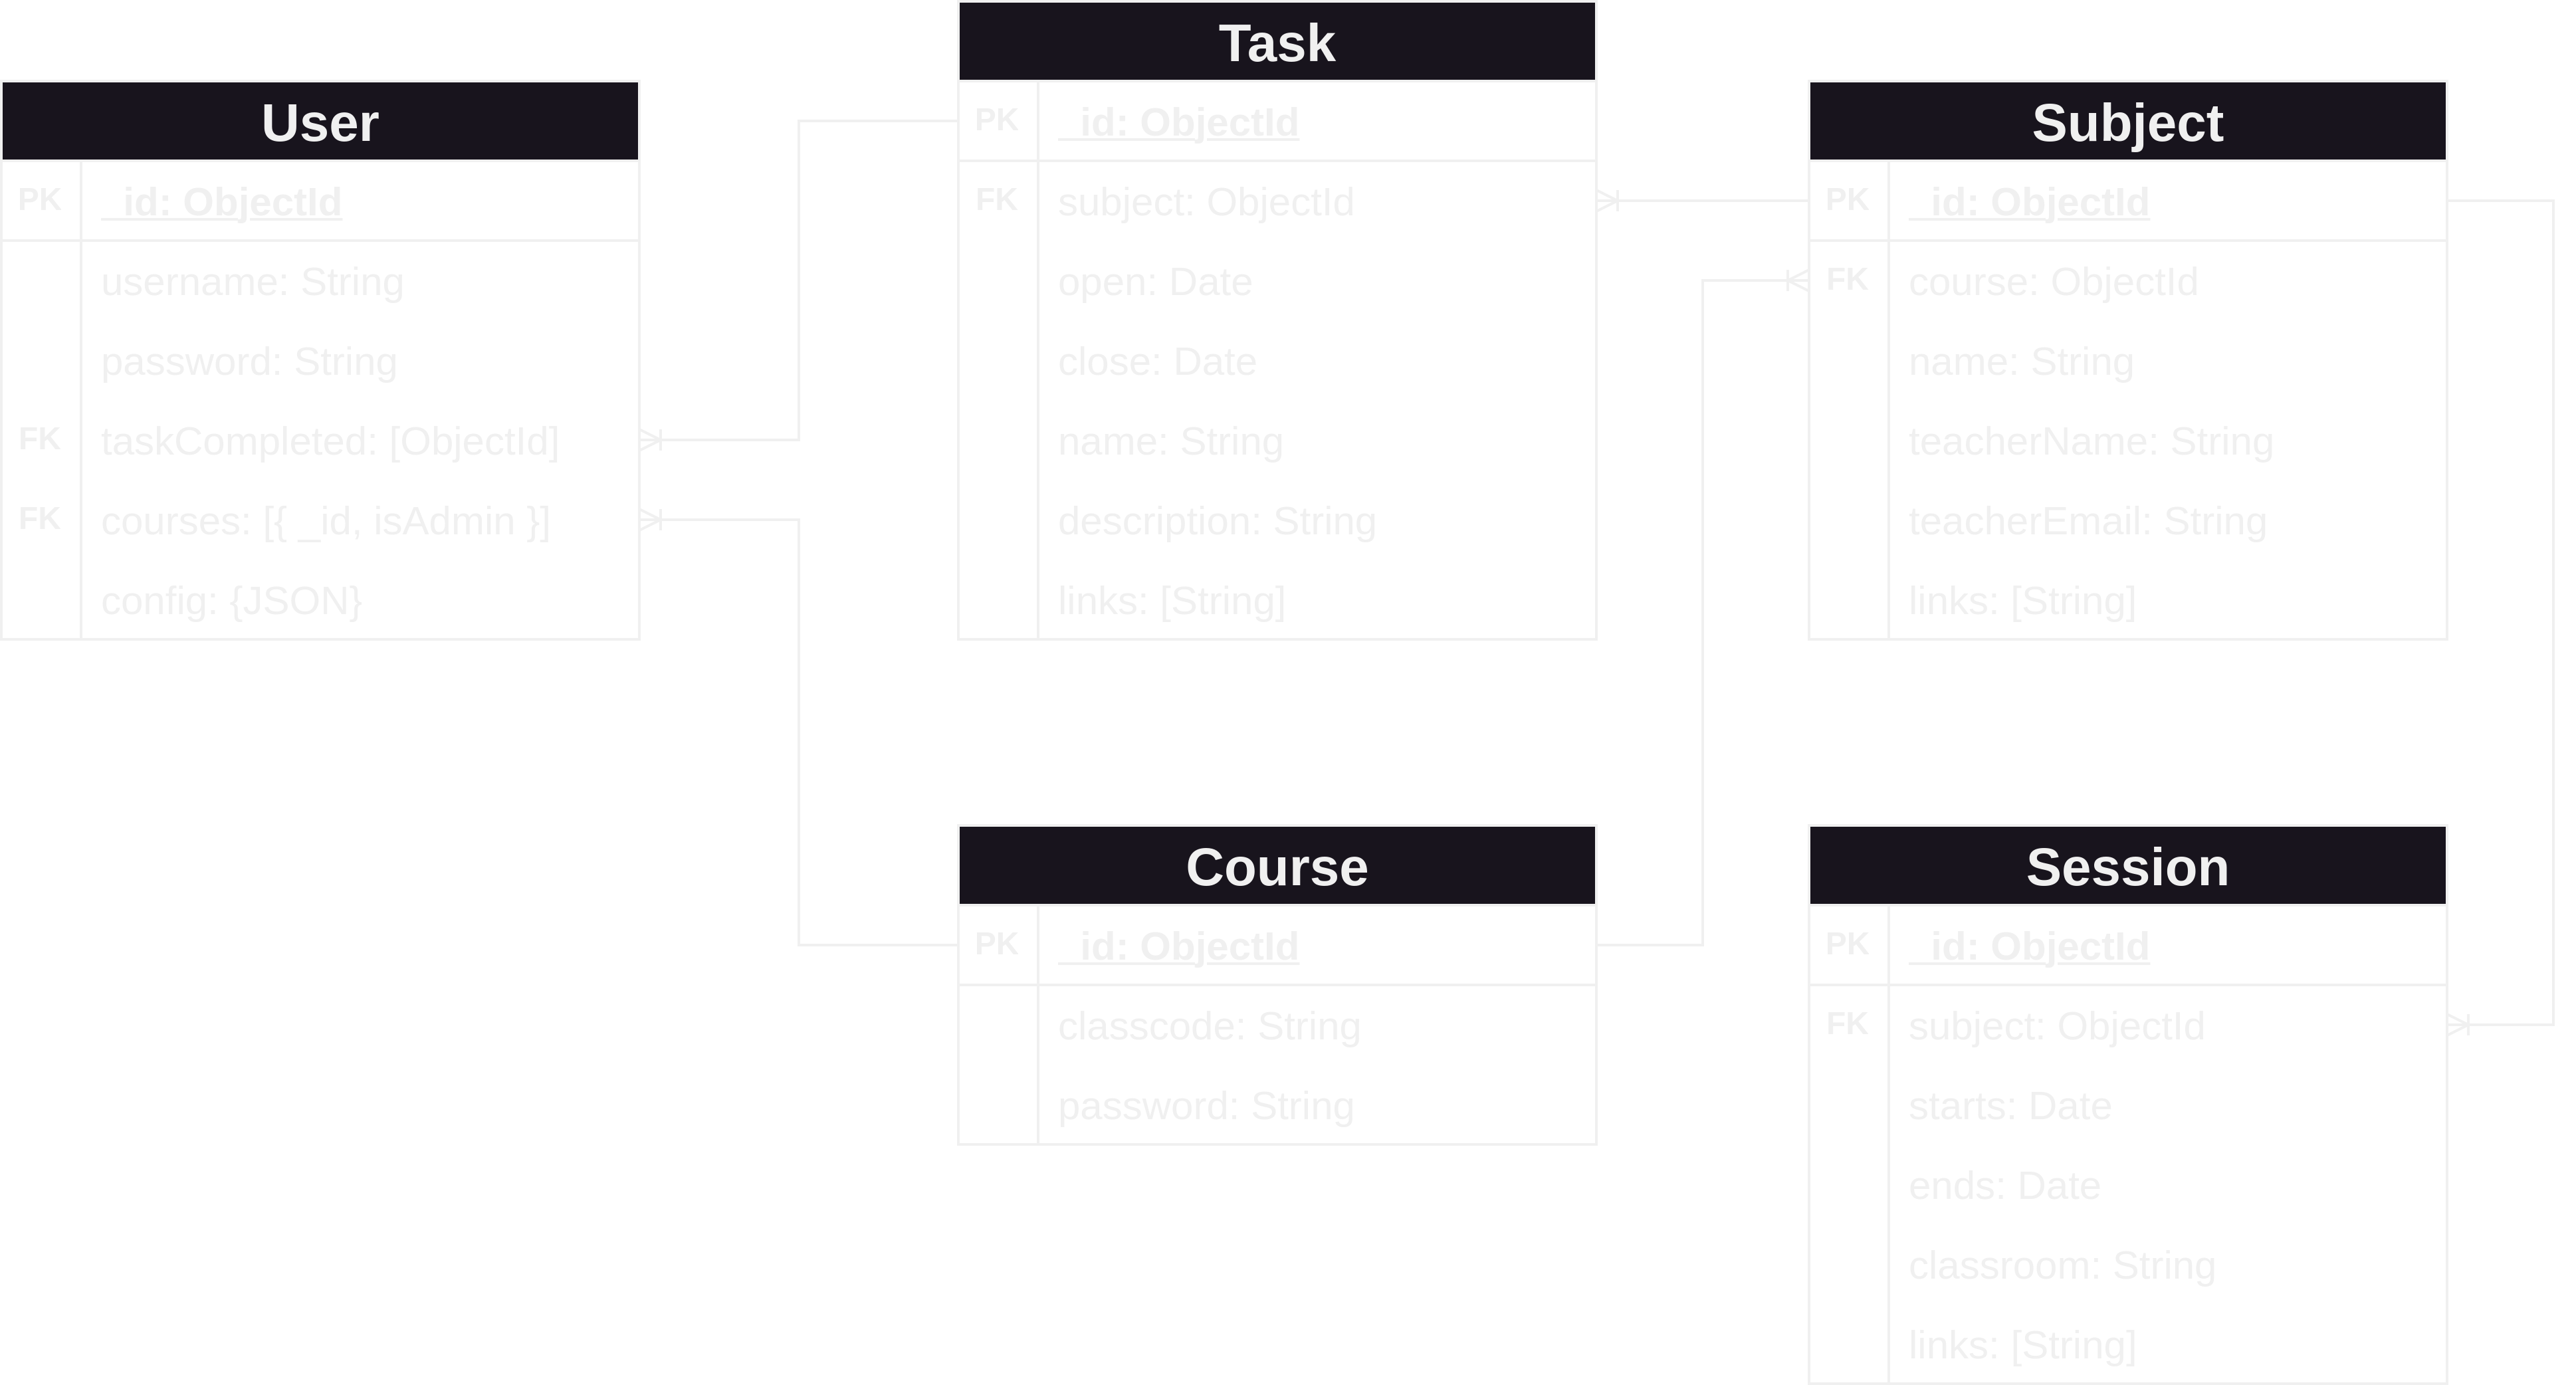 User
PK _id: ObjectId
username: String
password: String
FK taskCompleted: [ObjectId]
FK courses: [{ _id, isAdmin }]
config: {JSON}
Task
PK _id: ObjectId
FK subject: ObjectId
open: Date
close: Date
name: String
description: String
links: [String]
Subject
PK _id: ObjectId
FK course: ObjectId
name: String
teacherName: String
teacherEmail: String
links: [String]
Course
PK _id: ObjectId
classcode: String
password: String
Session
PK _id: ObjectId
FK subject: ObjectId
starts: Date
ends: Date
classroom: String
links: [String]